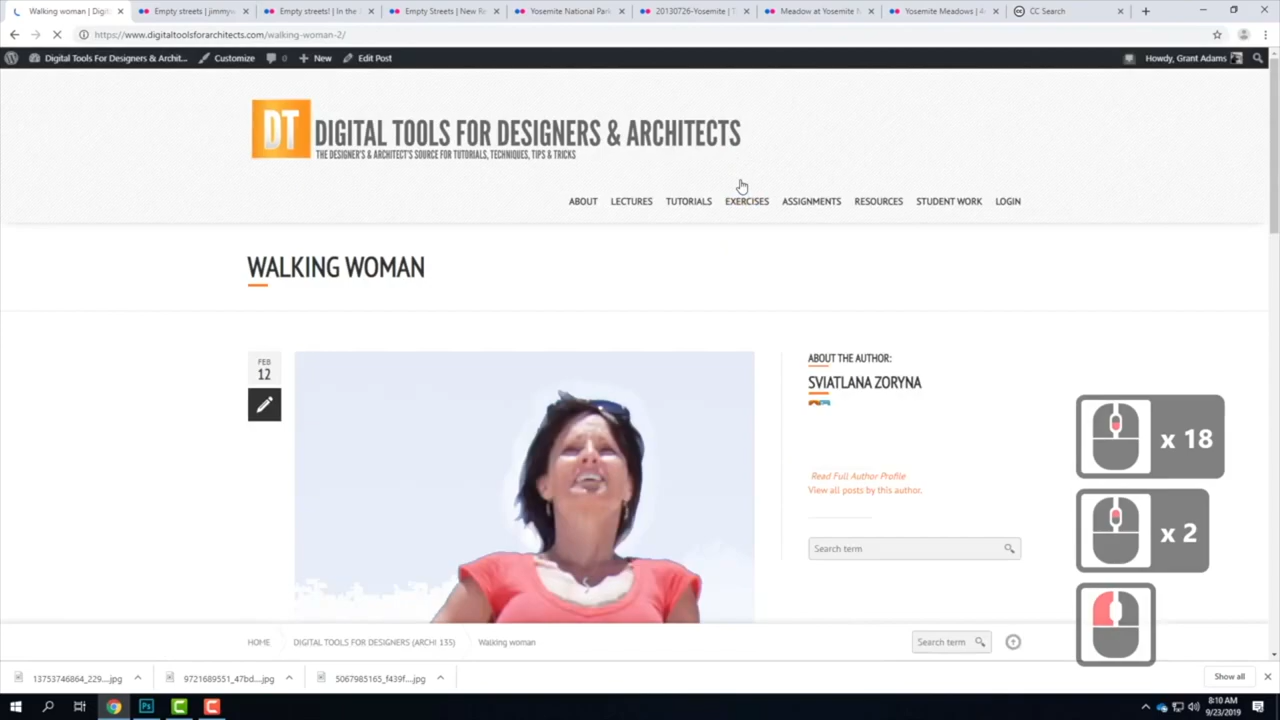 Walking woman | Digit
Empty streets | jimmyw
Empty streets! | In the
Empty Streets | New Ro
Yosemite National Park
20130726-Yosemite | T
Meadow at Yosemite N
Yosemite Meadows | 4
CC Search
https://www.digitaltoolsforarchitects.com/walking-woman-2/
Digital Tools For Designers & Archit...
Customize
0
New
Edit Post
Howdy, Grant Adams
DT
DIGITAL TOOLS FOR DESIGNERS & ARCHITECTS
THE DESIGNER'S & ARCHITECT'S SOURCE FOR TUTORIALS, TECHNIQUES, TIPS & TRICKS
ABOUT LECTURES TUTORIALS EXERCISES ASSIGNMENTS RESOURCES STUDENT WORK LOGIN
WALKING WOMAN
FEB
12
ABOUT THE AUTHOR:
SVIATLANA ZORYNA
Read Full Author Profile
View all posts by this author.
Search term
x 18
x 2
HOME DIGITAL TOOLS FOR DESIGNERS (ARCH 135) Walking woman
Search term
13753746864_229....jpg
9721689551_47bd....jpg
5067985165_f439f....jpg
Show all
8:10 AM
9/23/2019